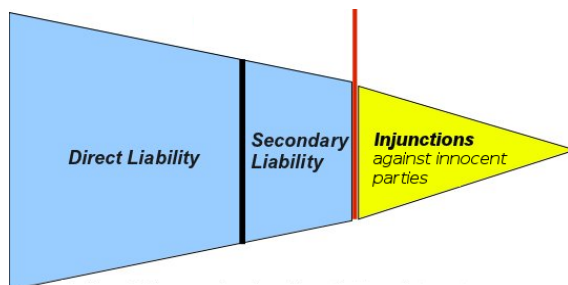 Direct Liability
Secondary
Liability
Injunctions
against innocent
parties